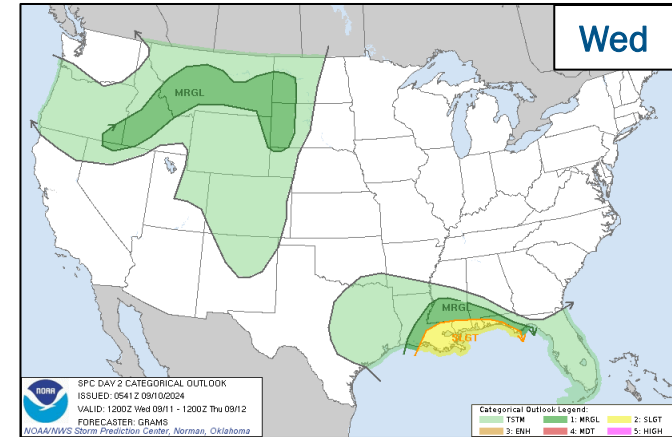 Wed
MRGL
MRGL
SLGT
NOAA
SPC DAY 2 CATEGORICAL OUTLOOK
ISSUED: 0541Z 09/10/2024
VALID: 1200Z Wed 09/11 - 1200Z Thu 09/12
FORECASTER: GRAMS
NOAA/NWS Storm Prediction Center, Norman, Oklahoma
Categorical Outlook Legend:
TSTM 1: MRGL 2: SLGT
3: ENH 4: MDT 5: HIGH